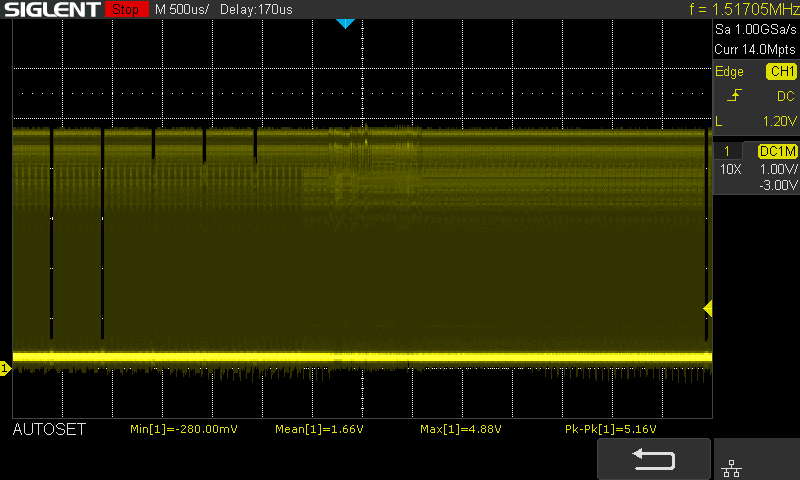 SIGLENT Stop M 500us/ Delay:170us f = 1.51705MHz
Sa 1.00GSa/s
Curr 14.0Mpts
Edge CH1
DC
L 1.20V
1 DC1M
10X 1.00V/
-3.00V
1
AUTOSET Min[1]=-280.00mV Mean[1]=1.66V Max[1]=4.88V Pk-Pk[1]=5.16V